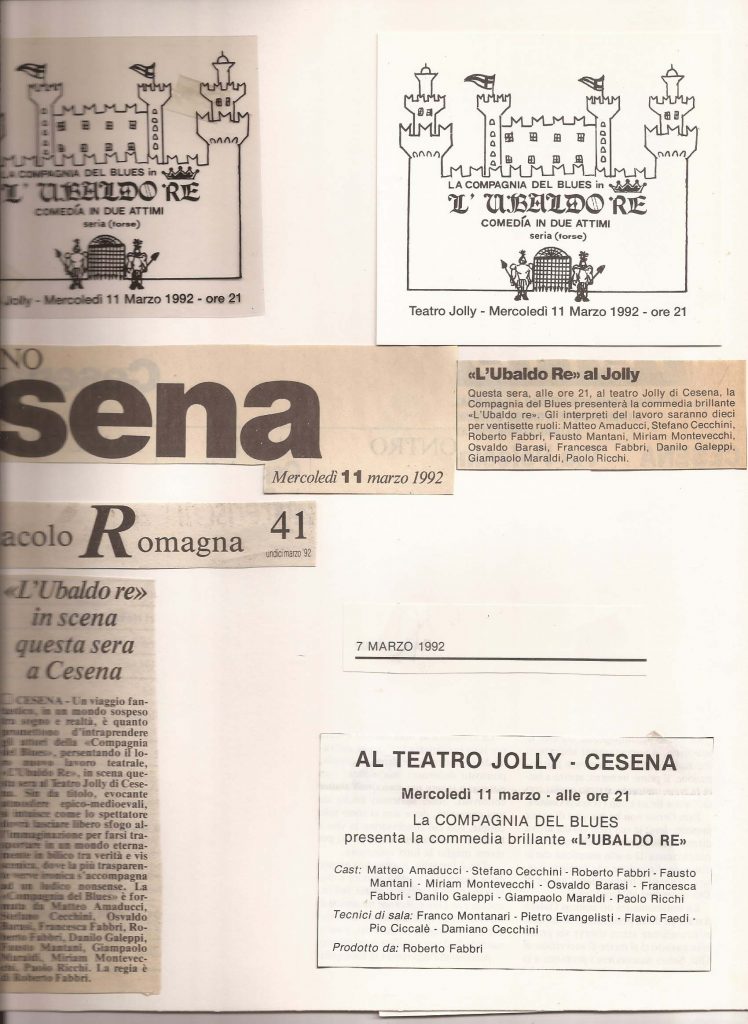 LA COMPAGNIA DEL BLUES in
L' UBALDO RE
COMEDÍA IN DUE ATTIMI
seria (forse)
Jolly - Mercoledì 11 Marzo 1992 - ore 21
LA COMPAGNIA DEL BLUES in
L' UBALDO RE
COMEDÍA IN DUE ATTIMI
seria (forse)
Teatro Jolly - Mercoledì 11 Marzo 1992 - ore 21
NO
sena
Mercoledì 11 marzo 1992
«L'Ubaldo Re» al Jolly
Questa sera, alle ore 21, al teatro Jolly di Cesena, la
Compagnia del Blues presenterà la commedia brillante
«L'Ubaldo re». Gli interpreti del lavoro saranno dieci
per ventisette ruoli: Matteo Amaducci, Stefano Cecchini,
Roberto Fabbri, Fausto Mantani, Miriam Montevecchi,
Osvaldo Barasi, Francesca Fabbri, Danilo Galeppi,
Giampaolo Maraldi, Paolo Ricchi.
acolo Romagna 41
undici marzo '92
«L'Ubaldo re»
in scena
questa sera
a Cesena
CESENA - Un viaggio fan-
tastico, in un mondo sospeso
tra sogno e realtà, è quanto
promettono d'intraprendere
gli attori della «Compagnia
del Blues», persentando il lo-
ro nuovo lavoro teatrale,
«L'Ubaldo Re», in scena que-
sta sera al Teatro Jolly di Cese-
na. Sin da titolo, evocante
atmosfere epico-medioevali,
si intuisce come lo spettatore
dovrà lasciare libero sfogo al-
l'immaginazione per farsi tra-
sportare in un mondo eterna-
mente in bilico tra verità e vis
scenica, dove la più trasparen-
te verve ironica s'accompagna
ad un ludico nonsense. La
«Compagnia del Blues» è for-
mata da Matteo Amaducci,
Stefano Cecchini, Osvaldo
Barasi, Francesca Fabbri, Ro-
berto Fabbri, Danilo Galeppi,
Fausto Mantani, Giampaolo
Maraldi, Miriam Montevec-
chi, Paolo Ricchi. La regia è
di Roberto Fabbri.
7 MARZO 1992
AL TEATRO JOLLY - CESENA
Mercoledì 11 marzo - alle ore 21
La COMPAGNIA DEL BLUES
presenta la commedia brillante «L'UBALDO RE»
Cast: Matteo Amaducci - Stefano Cecchini - Roberto Fabbri - Fausto
Mantani - Miriam Montevecchi - Osvaldo Barasi - Francesca
Fabbri - Danilo Galeppi - Giampaolo Maraldi - Paolo Ricchi
Tecnici di sala: Franco Montanari - Pietro Evangelisti - Flavio Faedi -
Pio Ciccalè - Damiano Cecchini
Prodotto da: Roberto Fabbri